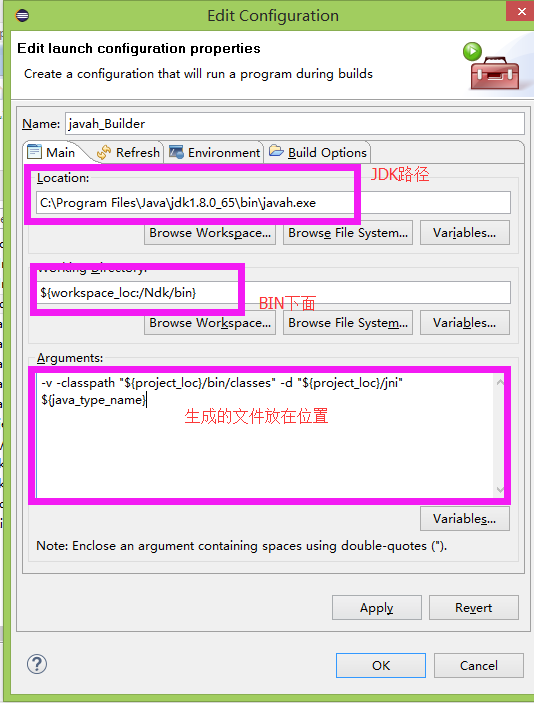 Edit Configuration
Edit launch configuration properties
Create a configuration that will run a program during builds
Name: javah_Builder
Main Refresh Environment Build Options
Location:
JDK路径
C:\Program Files\Java\jdk1.8.0_65\bin\javah.exe
Browse Workspace... Browse File System... Variables...
Working Directory:
${workspace_loc:/Ndk/bin}
BIN下面
Browse Workspace... Browse File System... Variables...
Arguments:
-v -classpath "${project_loc}/bin/classes" -d "${project_loc}/jni"
${java_type_name}
生成的文件放在位置
Variables...
Note: Enclose an argument containing spaces using double-quotes (").
Apply Revert
OK Cancel